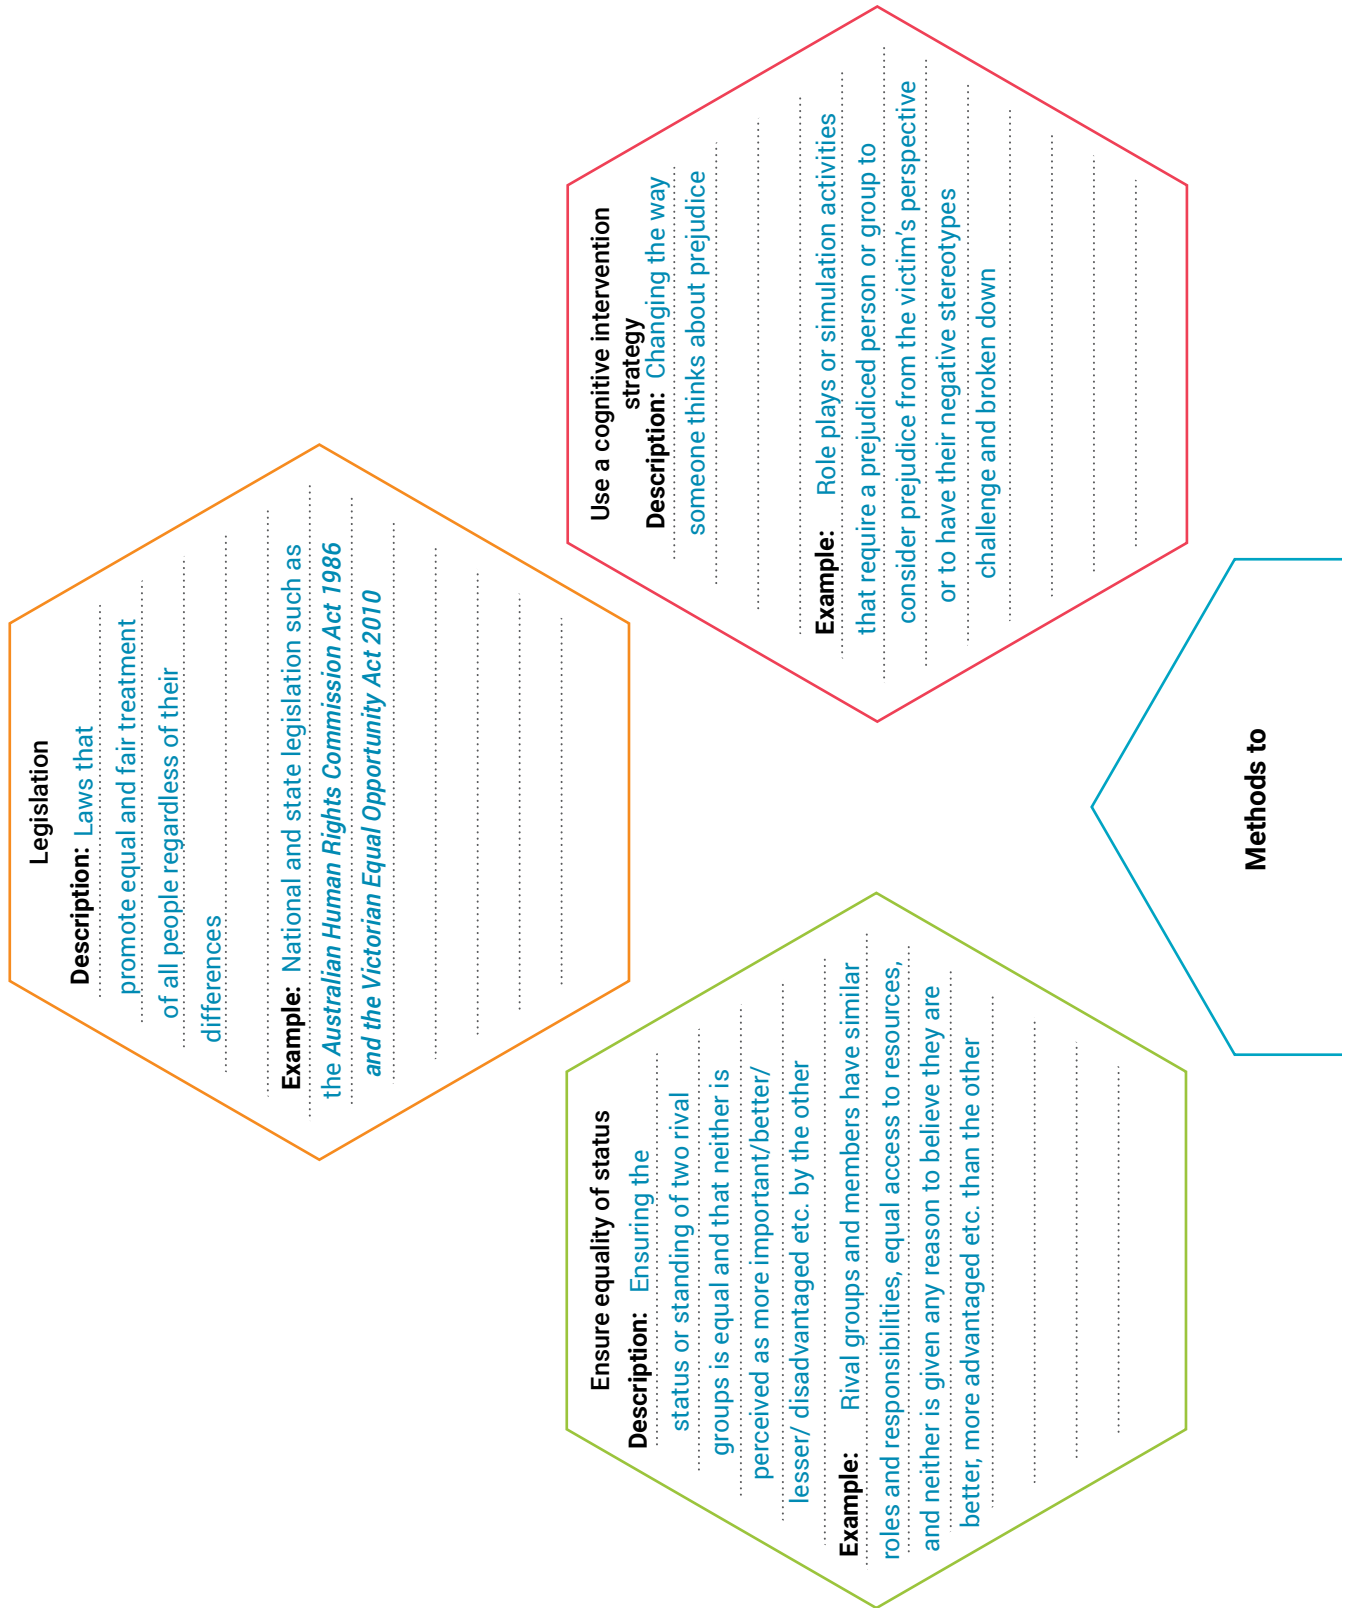 Legislation
Description: Laws that
promote equal and fair treatment
of all people regardless of their
differences
Example: National and state legislation such as
the Australian Human Rights Commission Act 1986
and the Victorian Equal Opportunity Act 2010
Ensure equality of status
Description: Ensuring the
status or standing of two rival
groups is equal and that neither is
perceived as more important/better/
lesser/ disadvantaged etc. by the other
Example: Rival groups and members have similar
roles and responsibilities, equal access to resources,
and neither is given any reason to believe they are
better, more advantaged etc. than the other
Use a cognitive intervention
strategy
Description: Changing the way
someone thinks about prejudice
Example: Role plays or simulation activities
that require a prejudiced person or group to
consider prejudice from the victim's perspective
or to have their negative stereotypes
challenge and broken down
Methods to